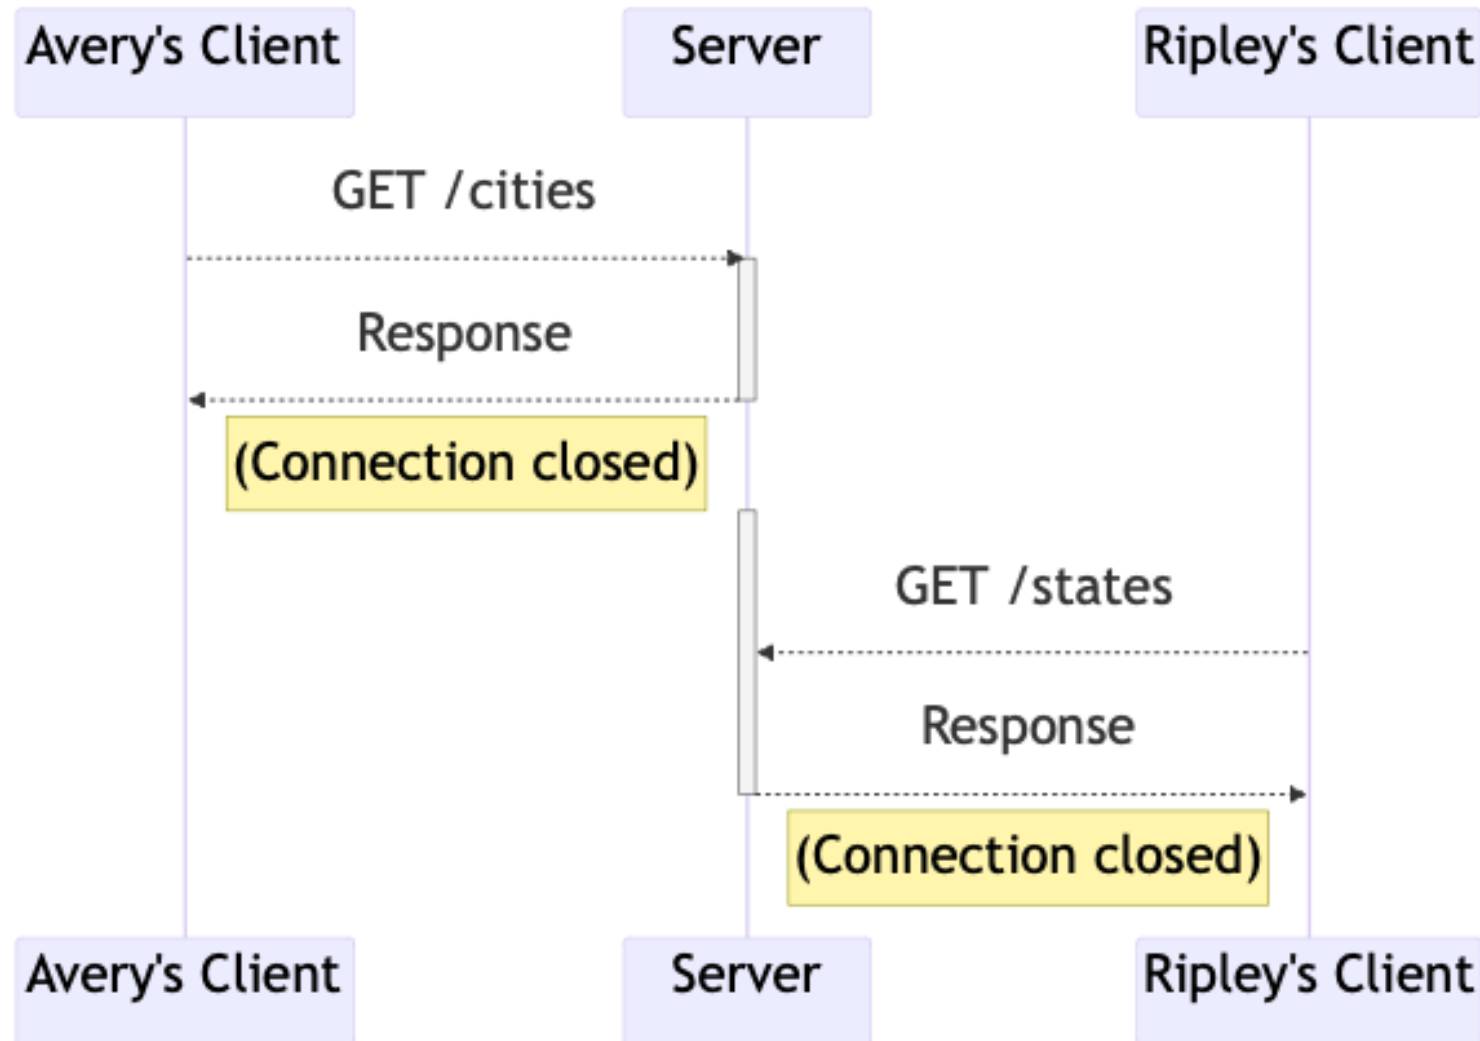 Avery's Client
Server
Ripley's Client
GET /cities
Response
(Connection closed)
GET /states
Response
(Connection closed)
Avery's Client
Server
Ripley's Client